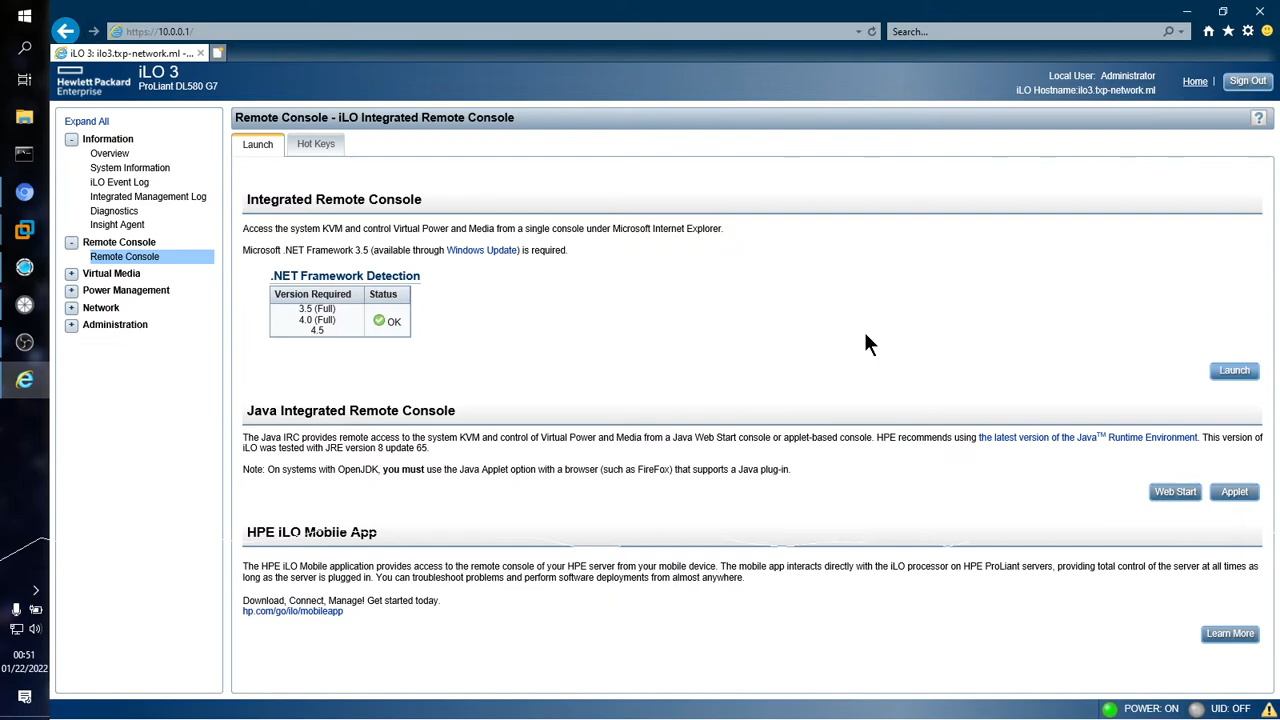 https://10.0.0.1/
Search...
iLO 3: ilo3.txp-network.ml -...
Hewlett Packard
Enterprise
iLO 3
ProLiant DL580 G7
Local User: Administrator
iLO Hostname:ilo3.txp-network.ml
Home
Sign Out
Expand All
Information
Overview
System Information
iLO Event Log
Integrated Management Log
Diagnostics
Insight Agent
Remote Console
Remote Console
Virtual Media
Power Management
Network
Administration
Remote Console - iLO Integrated Remote Console
?
Launch
Hot Keys
Integrated Remote Console
Access the system KVM and control Virtual Power and Media from a single console under Microsoft Internet Explorer.
Microsoft .NET Framework 3.5 (available through Windows Update) is required.
.NET Framework Detection
Version Required Status
3.5 (Full)
4.0 (Full)
4.5
OK
Launch
Java Integrated Remote Console
The Java IRC provides remote access to the system KVM and control of Virtual Power and Media from a Java Web Start console or applet-based console. HPE recommends using the latest version of the Java™ Runtime Environment. This version of
iLO was tested with JRE version 8 update 65.
Note: On systems with OpenJDK, you must use the Java Applet option with a browser (such as FireFox) that supports a Java plug-in.
Web Start
Applet
HPE iLO Mobile App
The HPE iLO Mobile application provides access to the remote console of your HPE server from your mobile device. The mobile app interacts directly with the iLO processor on HPE ProLiant servers, providing total control of the server at all times as
long as the server is plugged in. You can troubleshoot problems and perform software deployments from almost anywhere.
Download, Connect, Manage! Get started today.
hp.com/go/ilo/mobileapp
Learn More
00:51
01/22/2022
POWER: ON
UID: OFF